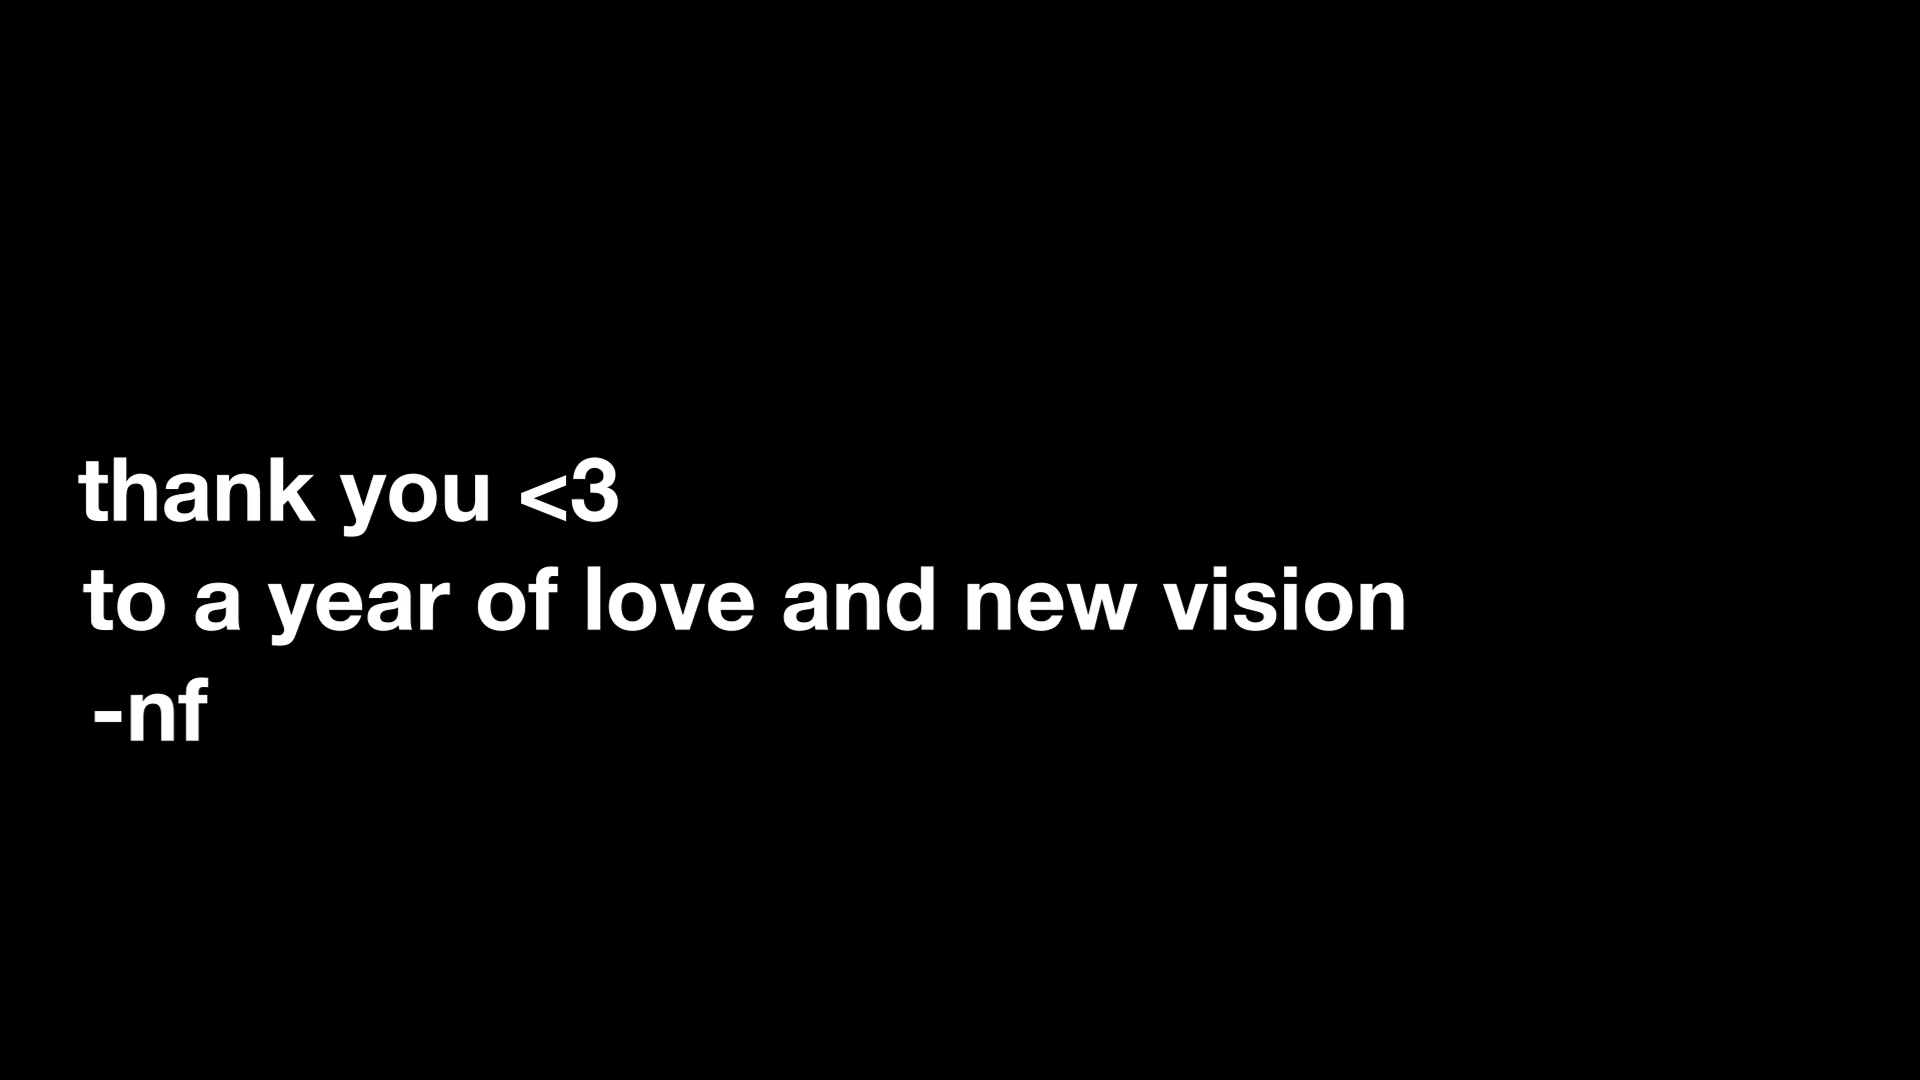 thank you <3
to a year of love and new vision
-nf